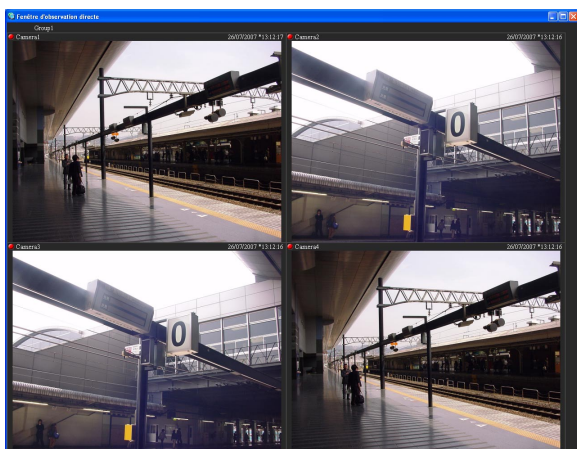 Fenêtre d'observation directe
Group1
Camera1 26/07/2007 *13:12:17
Camera2 26/07/2007 *13:12:16
0
Camera3 26/07/2007 *13:12:16
Camera4 26/07/2007 *13:12:16
0